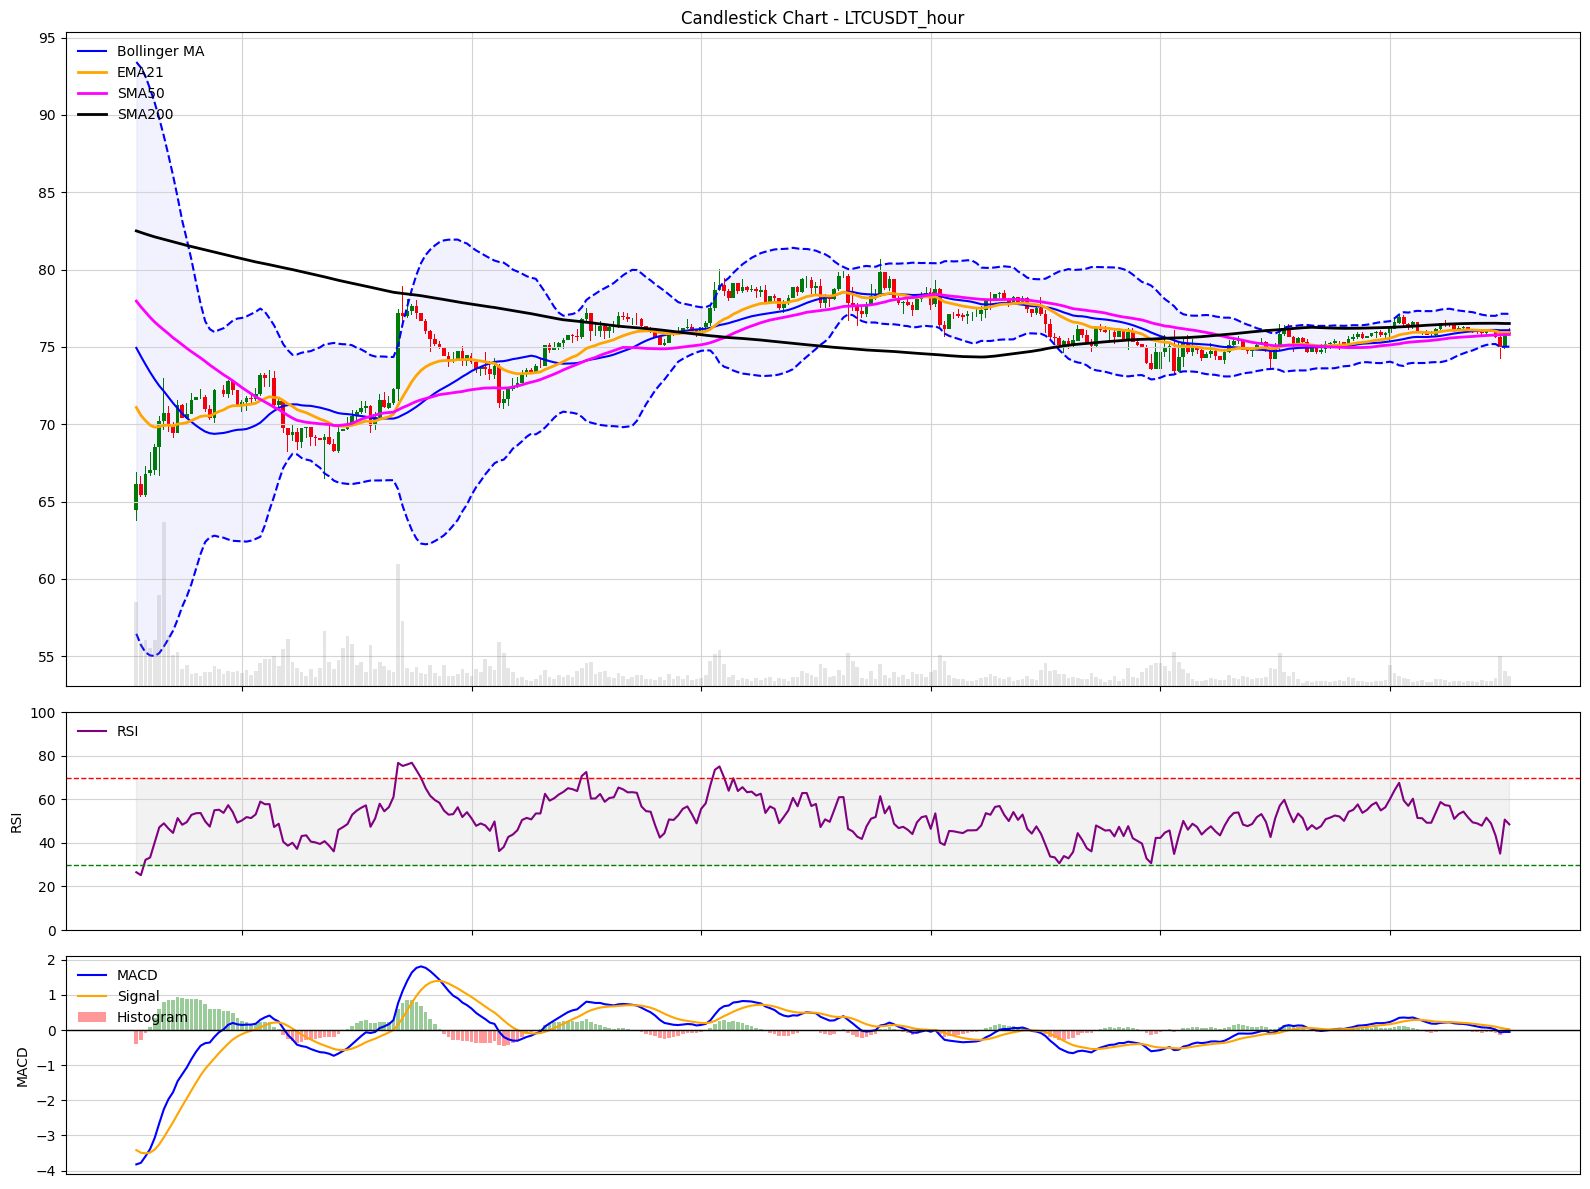 Candlestick Chart - LTCUSDT_hour
95
90
85
80
75
70
65
60
55
Bollinger MA
EMA21
SMA50
SMA200
100
80
60
40
20
0
RSI
RSI
2
1
0
−1
−2
−3
−4
MACD
MACD
Signal
Histogram